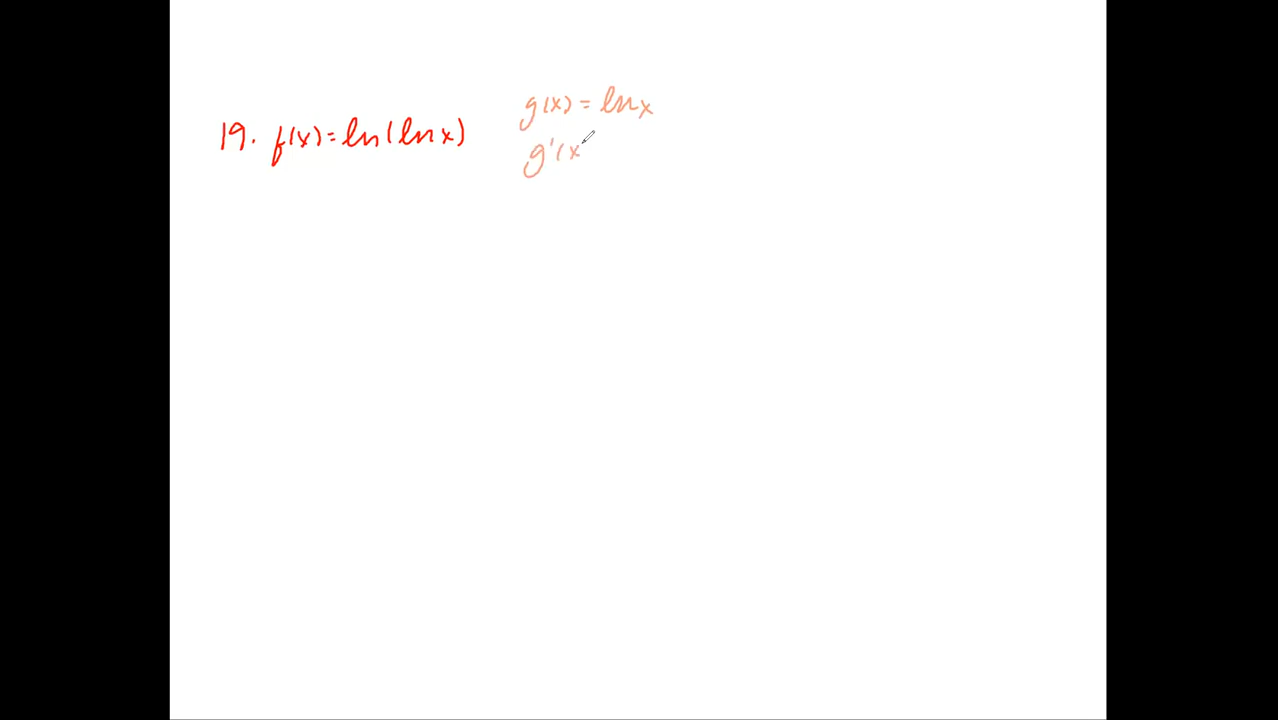 19. f(x) = ln(ln x)
g(x) = ln x
g'(x